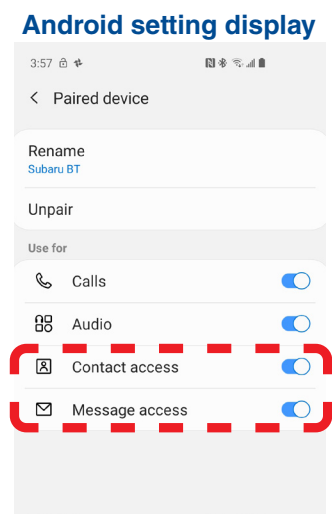 Android setting display
3:57
Paired device
Rename
Subaru BT
Unpair
Use for
Calls
Audio
Contact access
Message access